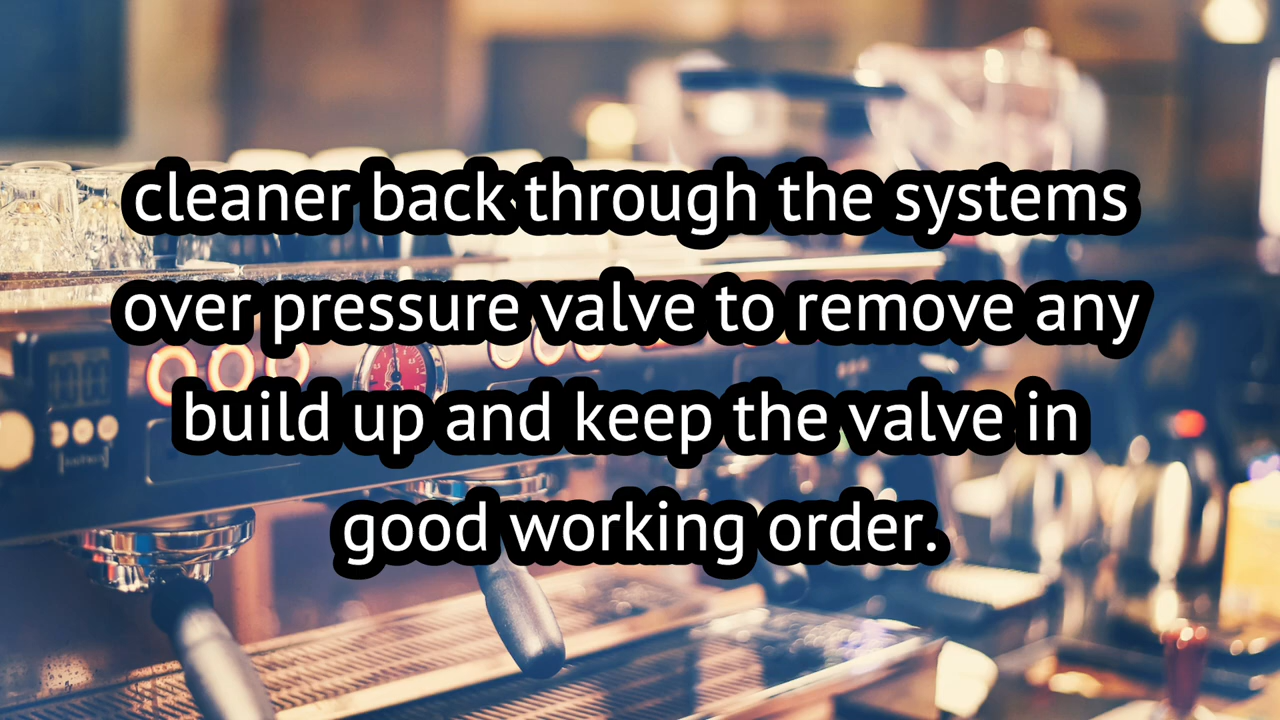 cleaner back through the systems
over pressure valve to remove any
build up and keep the valve in
good working order.